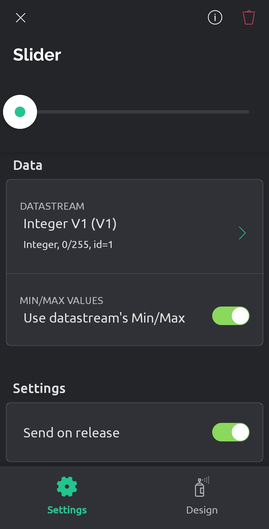 Slider
Data
DATASTREAM
Integer V1 (V1)
Integer, 0/255, id=1
MIN/MAX VALUES
Use datastream's Min/Max
Settings
Send on release
Settings
Design